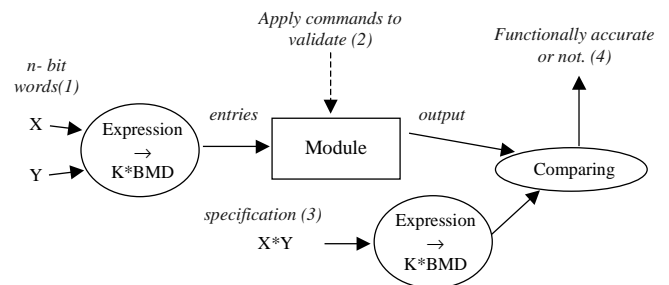 Apply commands to
validate (2)
Functionally accurate
or not. (4)
n- bit
words(1)
X
Y
Expression
→
K*BMD
entries
Module
output
Comparing
specification (3)
X*Y
Expression
→
K*BMD